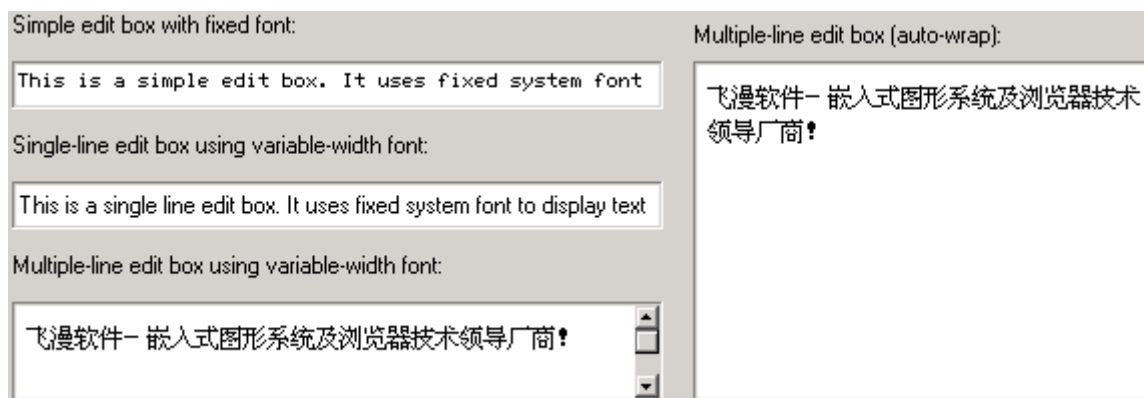 Simple edit box with fixed font:
This is a simple edit box. It uses fixed system font
Single-line edit box using variable-width font:
This is a single line edit box. It uses fixed system font to display text
Multiple-line edit box using variable-width font:
飞漫软件－嵌入式图形系统及浏览器技术领导厂商！
Multiple-line edit box (auto-wrap):
飞漫软件－嵌入式图形系统及浏览器技术
领导厂商！